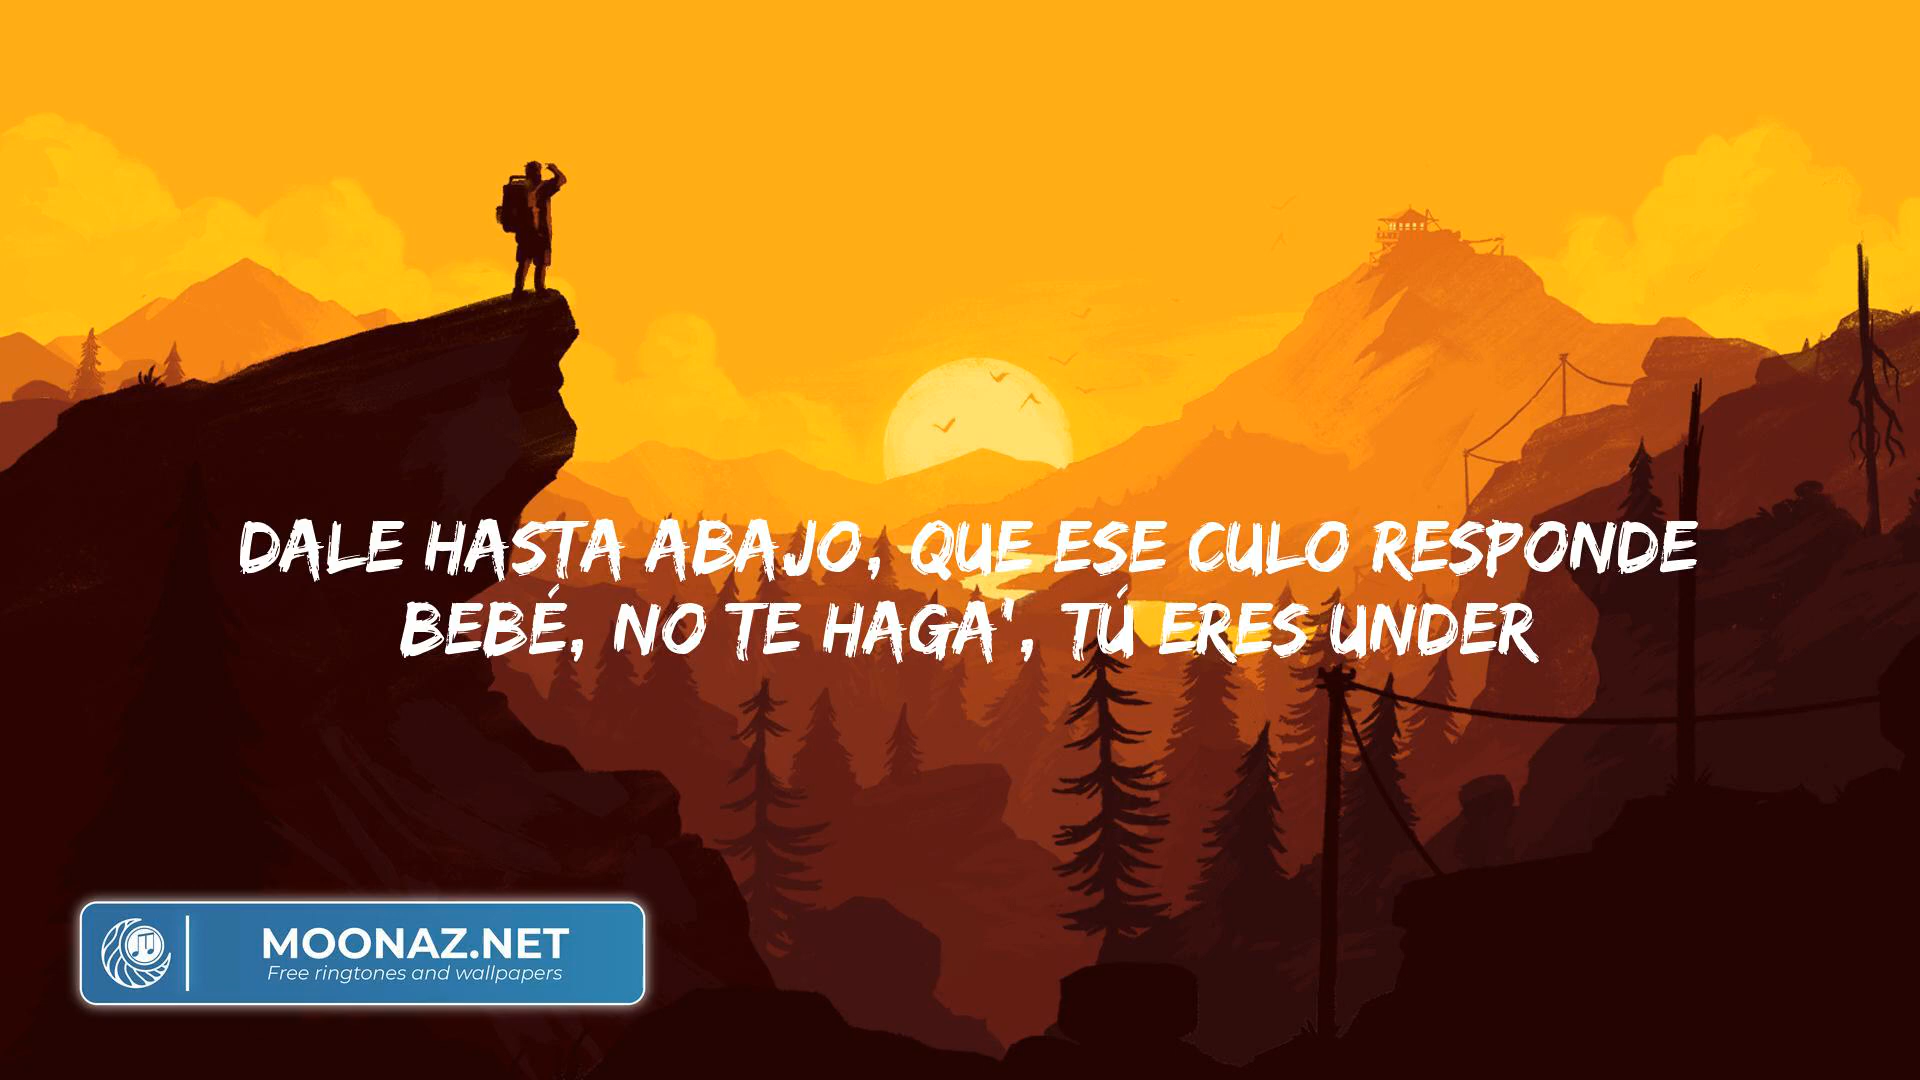 DALE HASTA ABAJO, QUE ESE CULO RESPONDE
BEBÉ, NO TE HAGA', TÚ ERES UNDER
MOONAZ.NET
Free ringtones and wallpapers